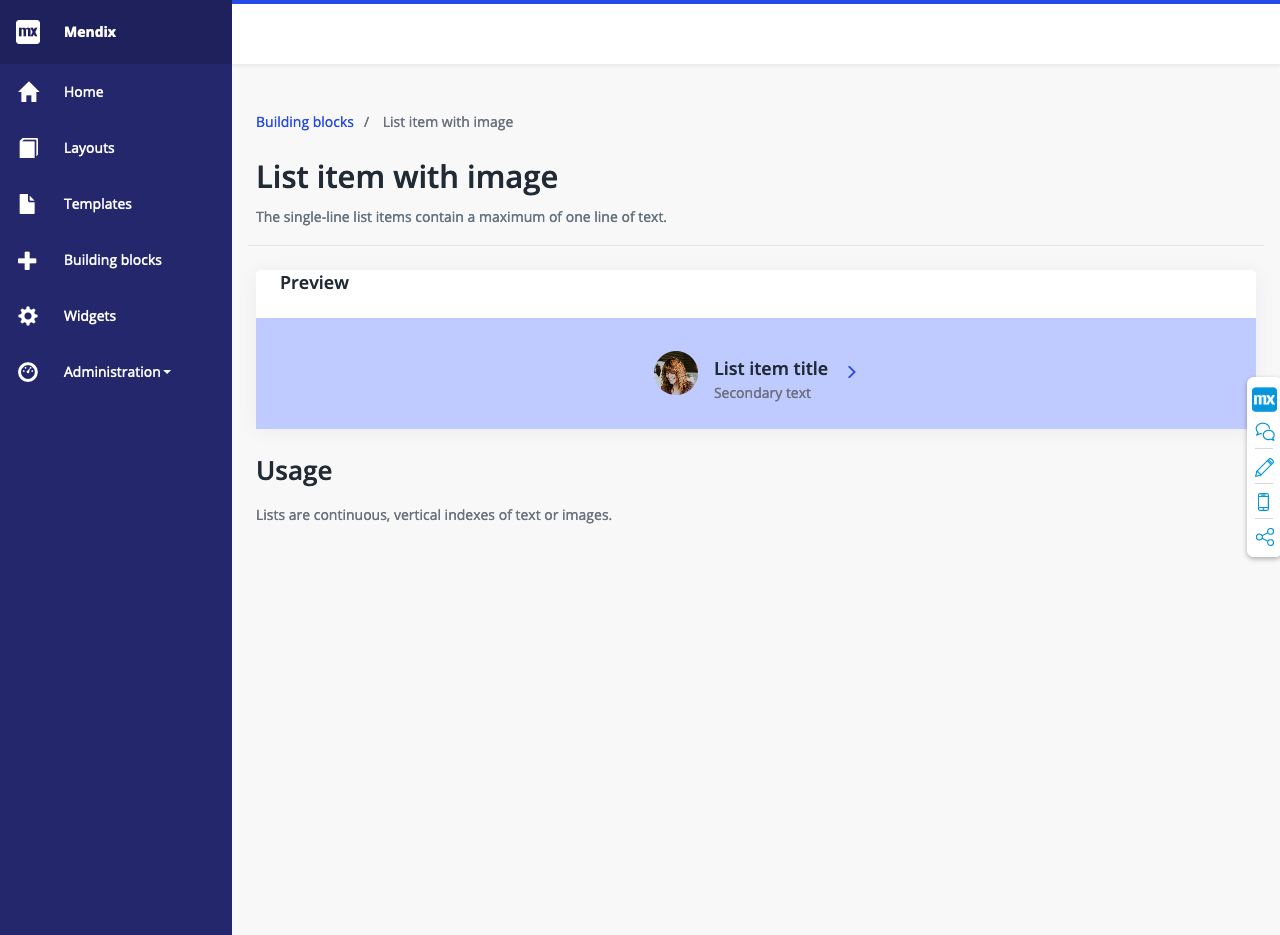 mx Mendix
Home
Layouts
Templates
Building blocks
Widgets
Administration
Building blocks / List item with image
List item with image
The single-line list items contain a maximum of one line of text.
Preview
List item title
Secondary text
mx
Usage
Lists are continuous, vertical indexes of text or images.